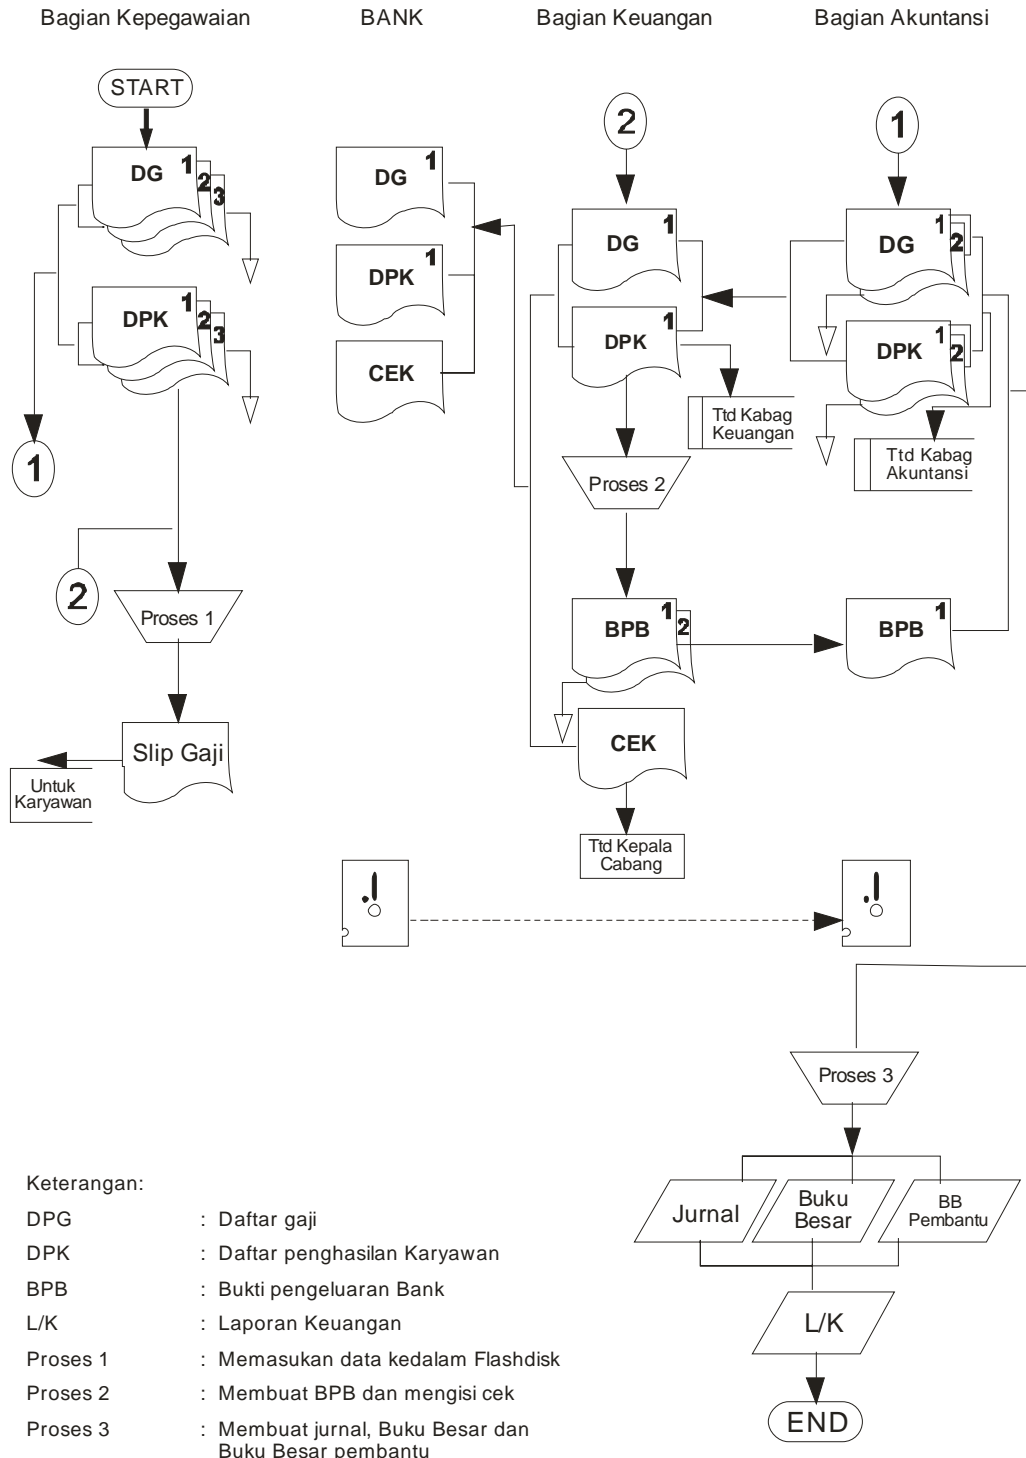 Bagian Kepegawaian
BANK
Bagian Keuangan
Bagian Akuntansi
START
DG 1 2 3
DPK 1 2 3
1
2
Proses 1
Slip Gaji
Untuk
Karyawan
DG 1
DPK 1
CEK
2
DG 1
DPK 1
Ttd Kabag
Keuangan
Proses 2
BPB 1 2
CEK
Ttd Kepala
Cabang
1
DG 1 2
DPK 1 2
Ttd Kabag
Akuntansi
BPB 1
Proses 3
Jurnal
Buku
Besar
BB
Pembantu
L/K
END
Keterangan:
DPG : Daftar gaji
DPK : Daftar penghasilan Karyawan
BPB : Bukti pengeluaran Bank
L/K : Laporan Keuangan
Proses 1 : Memasukan data kedalam Flashdisk
Proses 2 : Membuat BPB dan mengisi cek
Proses 3 : Membuat jurnal, Buku Besar dan
Buku Besar pembantu